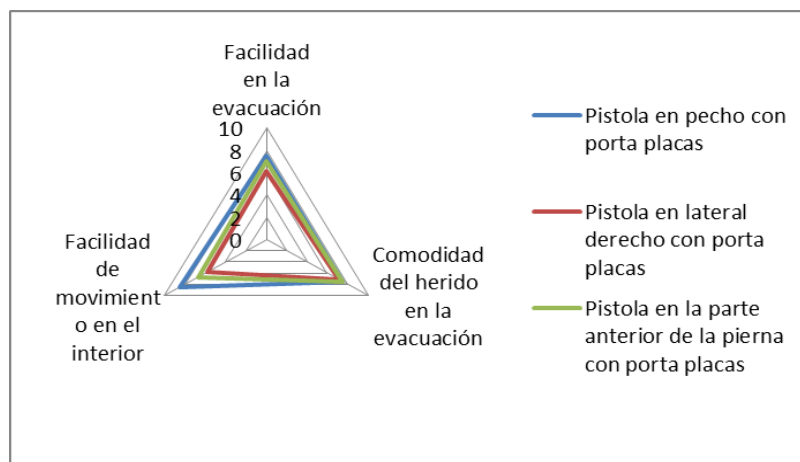 Facilidad
en la
evacuación
10
8
6
4
2
0
Facilidad
de
movimient
o en el
interior
Comodidad
del herido
en la
evacuación
Pistola en pecho con
porta placas
Pistola en lateral
derecho con porta
placas
Pistola en la parte
anterior de la pierna
con porta placas